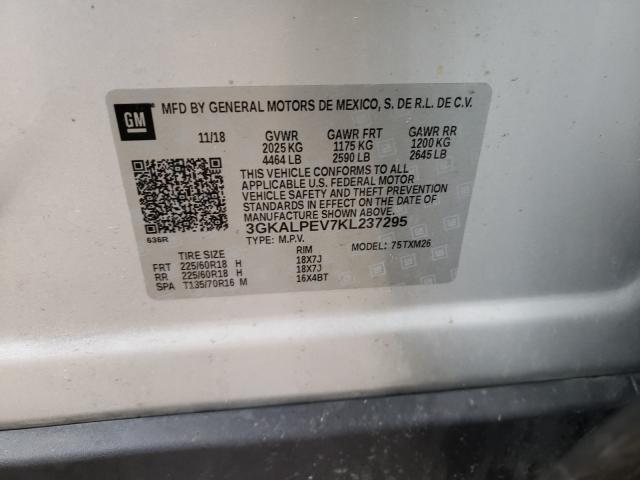 GM MFD BY GENERAL MOTORS DE MEXICO, S. DE R.L. DE C.V.
11/18 GVWR GAWR FRT GAWR RR
2025 KG 1175 KG 1200 KG
4464 LB 2590 LB 2645 LB
THIS VEHICLE CONFORMS TO ALL
APPLICABLE U.S. FEDERAL MOTOR
VEHICLE SAFETY AND THEFT PREVENTION
STANDARDS IN EFFECT ON THE DATE OF
MANUFACTURE SHOWN ABOVE.
3GKALPEV7KL237295
636R
TYPE: M.P.V. MODEL: 75TXM26
TIRE SIZE RIM
FRT 225/60R18 H 18X7J
RR 225/60R18 H 18X7J
SPA T135/70R16 M 16X4BT